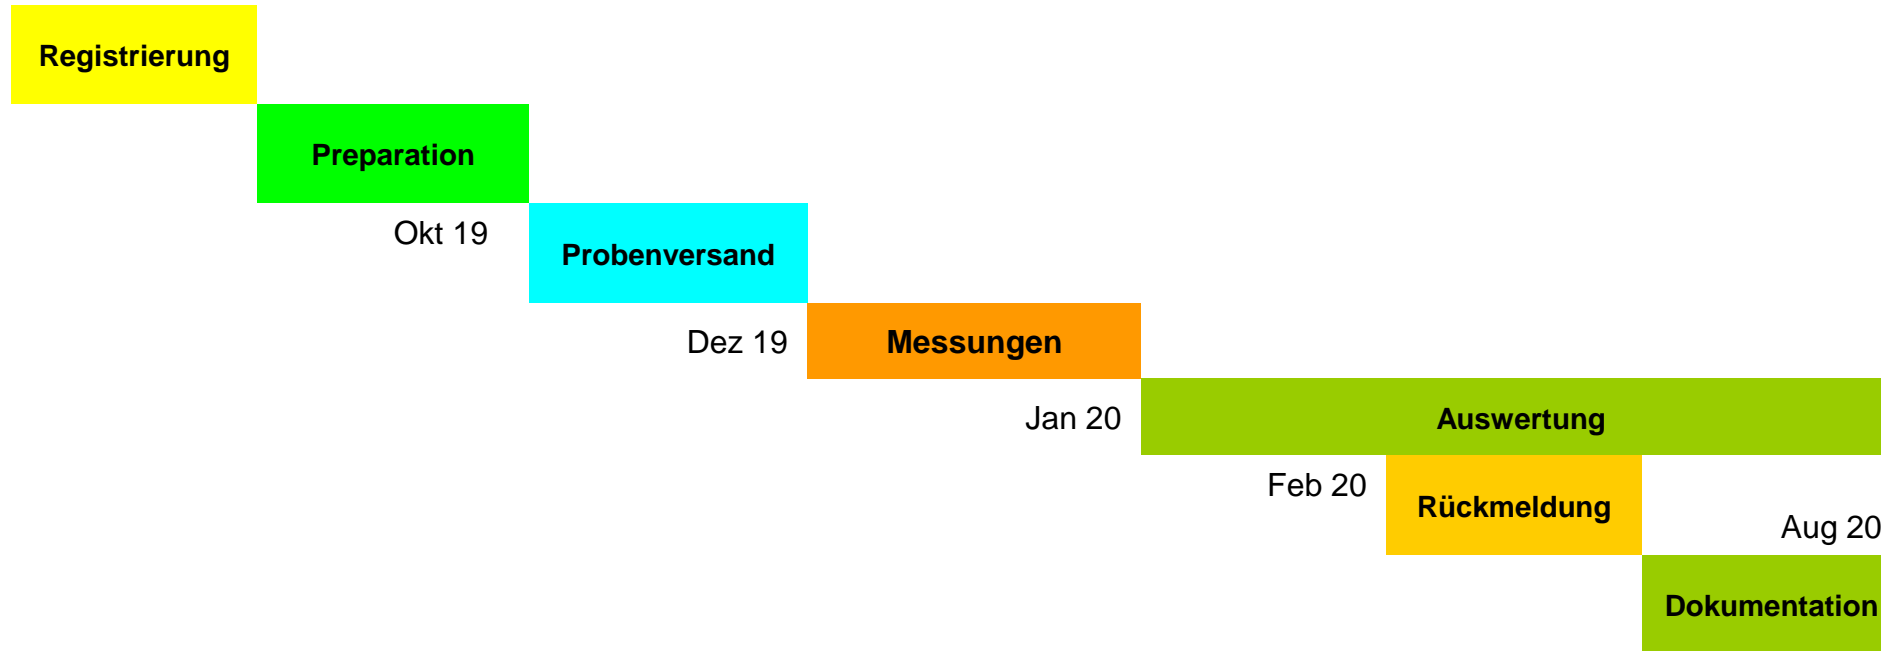 Registrierung
Preparation
Okt 19
Probenversand
Dez 19
Messungen
Jan 20
Auswertung
Feb 20
Rückmeldung
Aug 20
Dokumentation